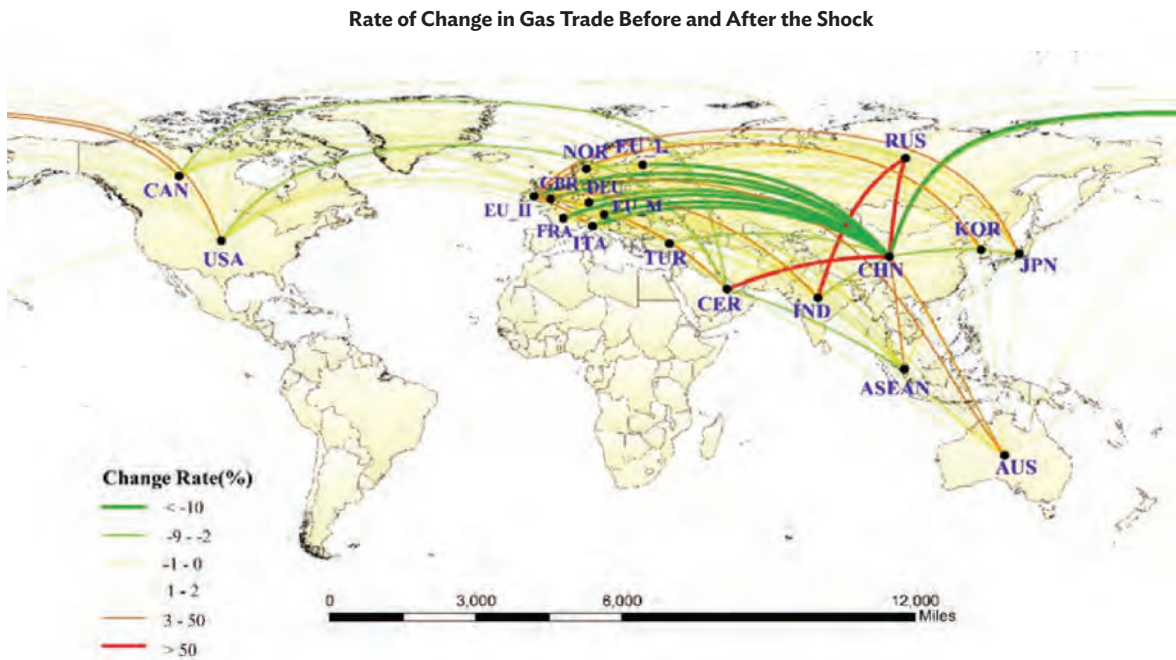 Rate of Change in Gas Trade Before and After the Shock
CAN
USA
NOR
EU_L
GBR
DEU
EU_H
EU_M
FRA
ITA
TUR
CER
RUS
CHN
IND
KOR
JPN
ASEAN
AUS
Change Rate(%)
< -10
-9 - -2
-1 - 0
1 - 2
3 - 50
> 50
0 3,000 6,000 12,000
Miles